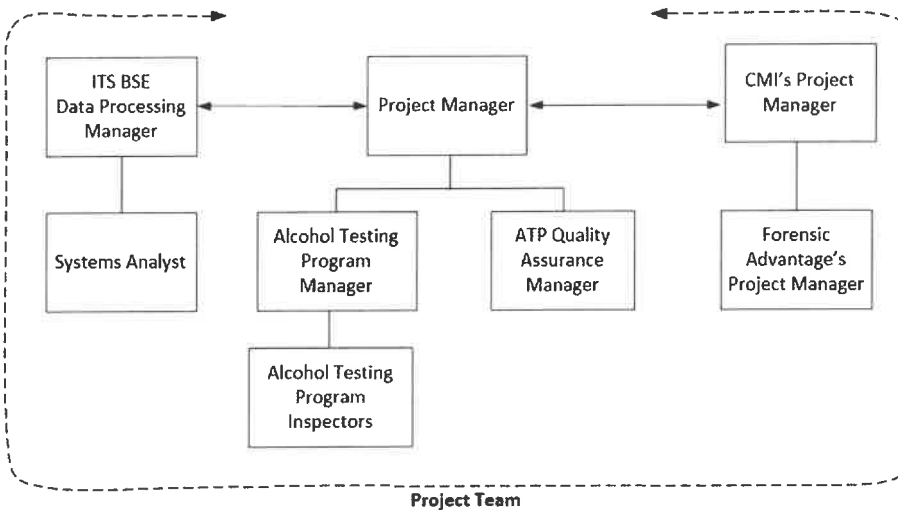 ITS BSE
Data Processing
Manager
Project Manager
CMI's Project
Manager
Systems Analyst
Alcohol Testing
Program
Manager
ATP Quality
Assurance
Manager
Forensic
Advantage's
Project Manager
Alcohol Testing
Program
Inspectors
Project Team